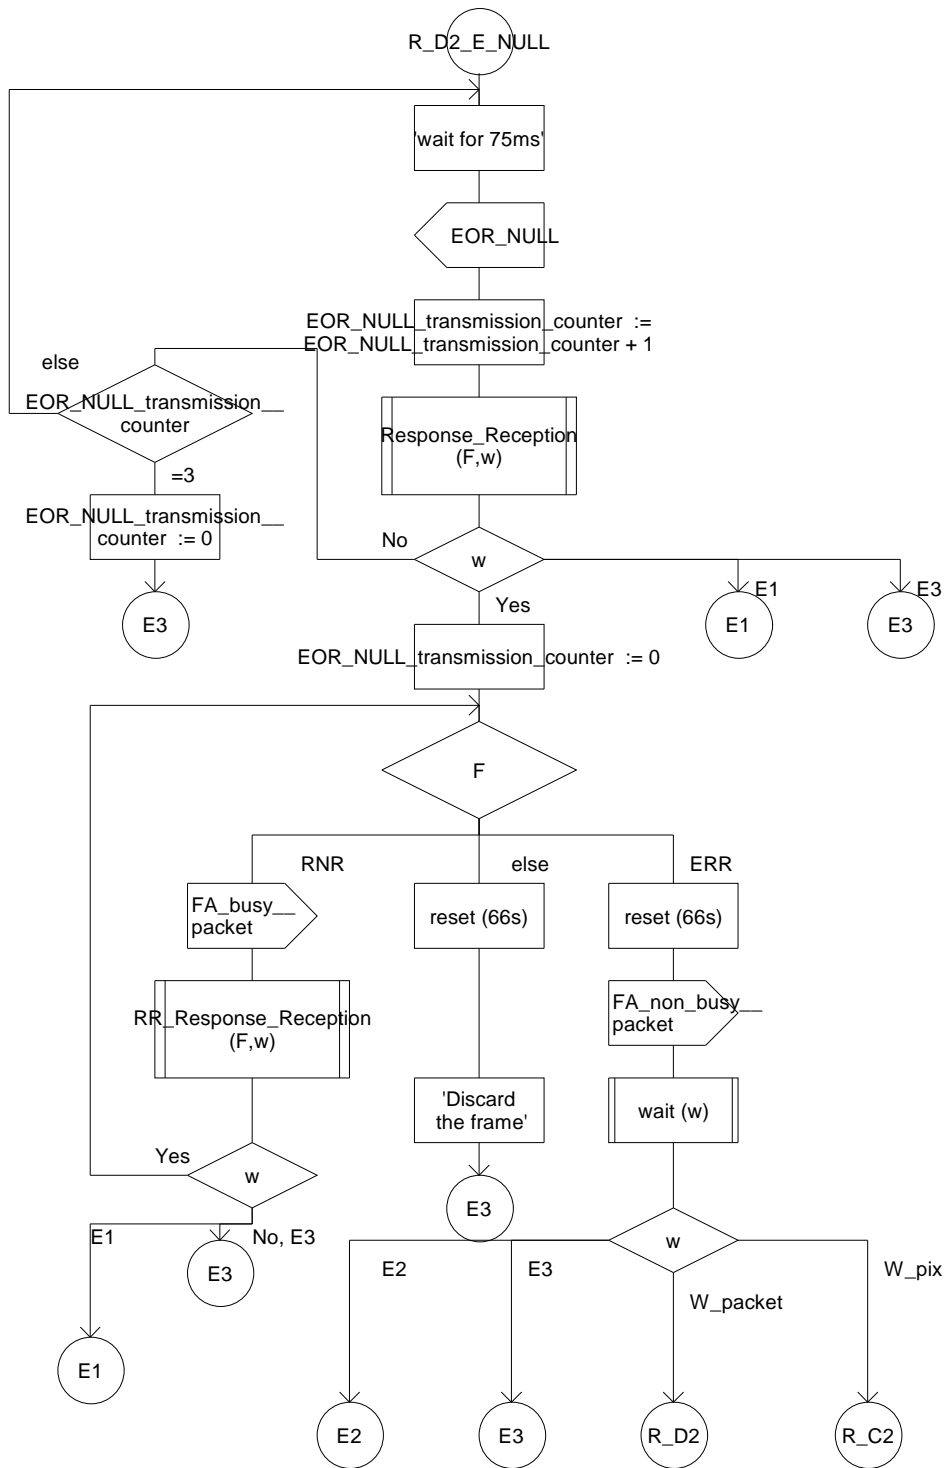 R_D2_E_NULL
'wait for 75ms'
EOR_NULL
EOR_NULL_transmission_counter :=
EOR_NULL_transmission_counter + 1
else
EOR_NULL_transmission__
counter
Response_Reception
(F,w)
=3
EOR_NULL_transmission__
counter := 0
No
w
E1
E3
Yes
E3
E1
E3
EOR_NULL_transmission_counter := 0
F
RNR
else
ERR
FA_busy__
packet
reset (66s)
reset (66s)
RR_Response_Reception
(F,w)
FA_non_busy__
packet
'Discard
the frame'
wait (w)
Yes
w
E3
E1
No, E3
w
E3
E2
E3
W_pix
W_packet
E1
E2
E3
R_D2
R_C2